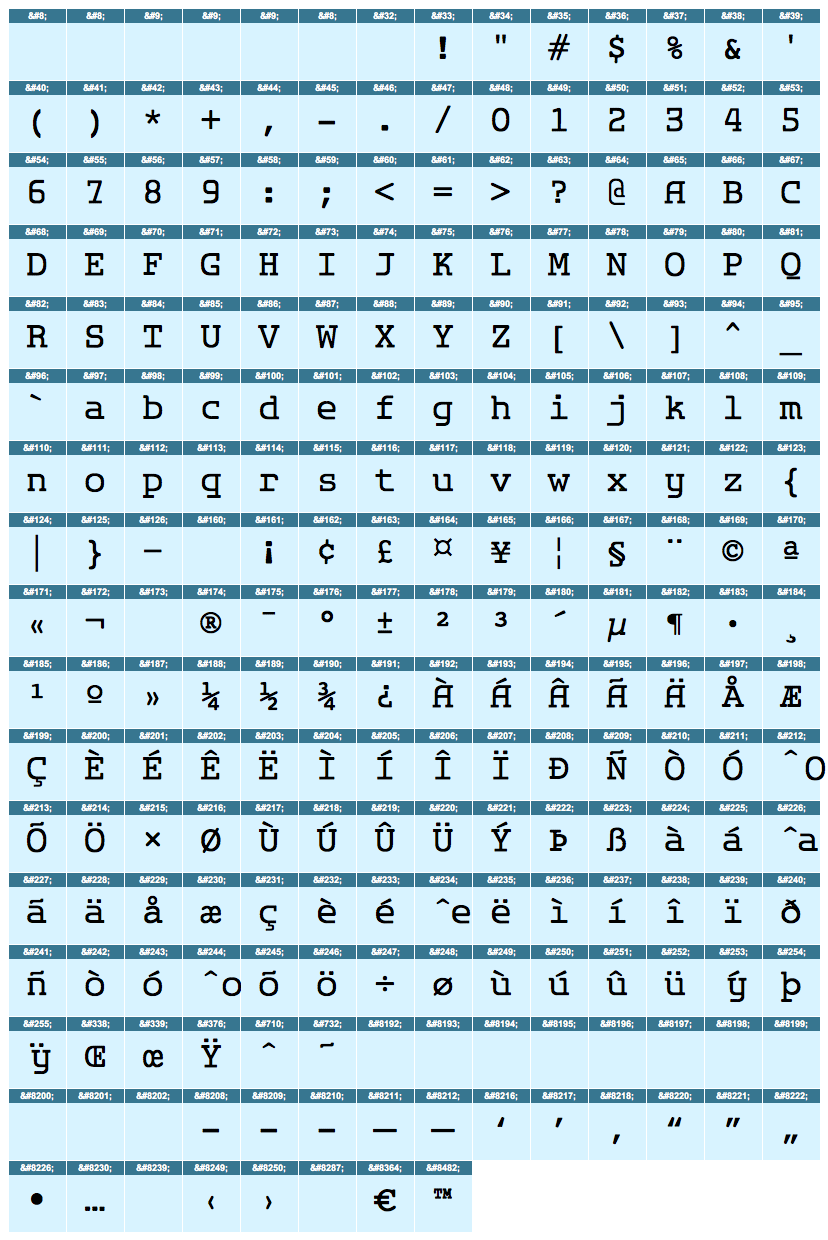 &#8; &#8; &#9; &#9; &#9; &#8; &#32; &#33; &#34; &#35; &#36; &#37; &#38; &#39;
! " # $ % & '
&#40; &#41; &#42; &#43; &#44; &#45; &#46; &#47; &#48; &#49; &#50; &#51; &#52; &#53;
( ) * + , - . / 0 1 2 3 4 5
&#54; &#55; &#56; &#57; &#58; &#59; &#60; &#61; &#62; &#63; &#64; &#65; &#66; &#67;
6 7 8 9 : ; < = > ? @ A B C
&#68; &#69; &#70; &#71; &#72; &#73; &#74; &#75; &#76; &#77; &#78; &#79; &#80; &#81;
D E F G H I J K L M N O P Q
&#82; &#83; &#84; &#85; &#86; &#87; &#88; &#89; &#90; &#91; &#92; &#93; &#94; &#95;
R S T U V W X Y Z [ \ ] ^ _
&#96; &#97; &#98; &#99; &#100; &#101; &#102; &#103; &#104; &#105; &#106; &#107; &#108; &#109;
` a b c d e f g h i j k l m
&#110; &#111; &#112; &#113; &#114; &#115; &#116; &#117; &#118; &#119; &#120; &#121; &#122; &#123;
n o p q r s t u v w x y z {
&#124; &#125; &#126; &#160; &#161; &#162; &#163; &#164; &#165; &#166; &#167; &#168; &#169; &#170;
| } – ¡ ¢ £ ¤ ¥ ¦ § ¨ © ª
&#171; &#172; &#173; &#174; &#175; &#176; &#177; &#178; &#179; &#180; &#181; &#182; &#183; &#184;
« ¬ ® ¯ ° ± ² ³ ´ µ ¶ · ¸
&#185; &#186; &#187; &#188; &#189; &#190; &#191; &#192; &#193; &#194; &#195; &#196; &#197; &#198;
¹ º » ¼ ½ ¾ ¿ À Á Â Ã Ä Å Æ
&#199; &#200; &#201; &#202; &#203; &#204; &#205; &#206; &#207; &#208; &#209; &#210; &#211; &#212;
Ç È É Ê Ë Ì Í Î Ï Ð Ñ Ò Ó ˆO
&#213; &#214; &#215; &#216; &#217; &#218; &#219; &#220; &#221; &#222; &#223; &#224; &#225; &#226;
Õ Ö × Ø Ù Ú Û Ü Ý Þ ß à á ˆa
&#227; &#228; &#229; &#230; &#231; &#232; &#233; &#234; &#235; &#236; &#237; &#238; &#239; &#240;
ã ä å æ ç è é ˆe ë ì í î ï ð
&#241; &#242; &#243; &#244; &#245; &#246; &#247; &#248; &#249; &#250; &#251; &#252; &#253; &#254;
ñ ò ó ˆo õ ö ÷ ø ù ú û ü ý þ
&#255; &#338; &#339; &#376; &#710; &#732; &#8192; &#8193; &#8194; &#8195; &#8196; &#8197; &#8198; &#8199;
ÿ Œ œ Ÿ ˆ ˜
&#8200; &#8201; &#8202; &#8208; &#8209; &#8210; &#8211; &#8212; &#8216; &#8217; &#8218; &#8220; &#8221; &#8222;
‐ ‑ ‒ – — ‘ ’ ‚ “ ” „
&#8226; &#8230; &#8239; &#8249; &#8250; &#8287; &#8364; &#8482;
• … ‹ › € ™